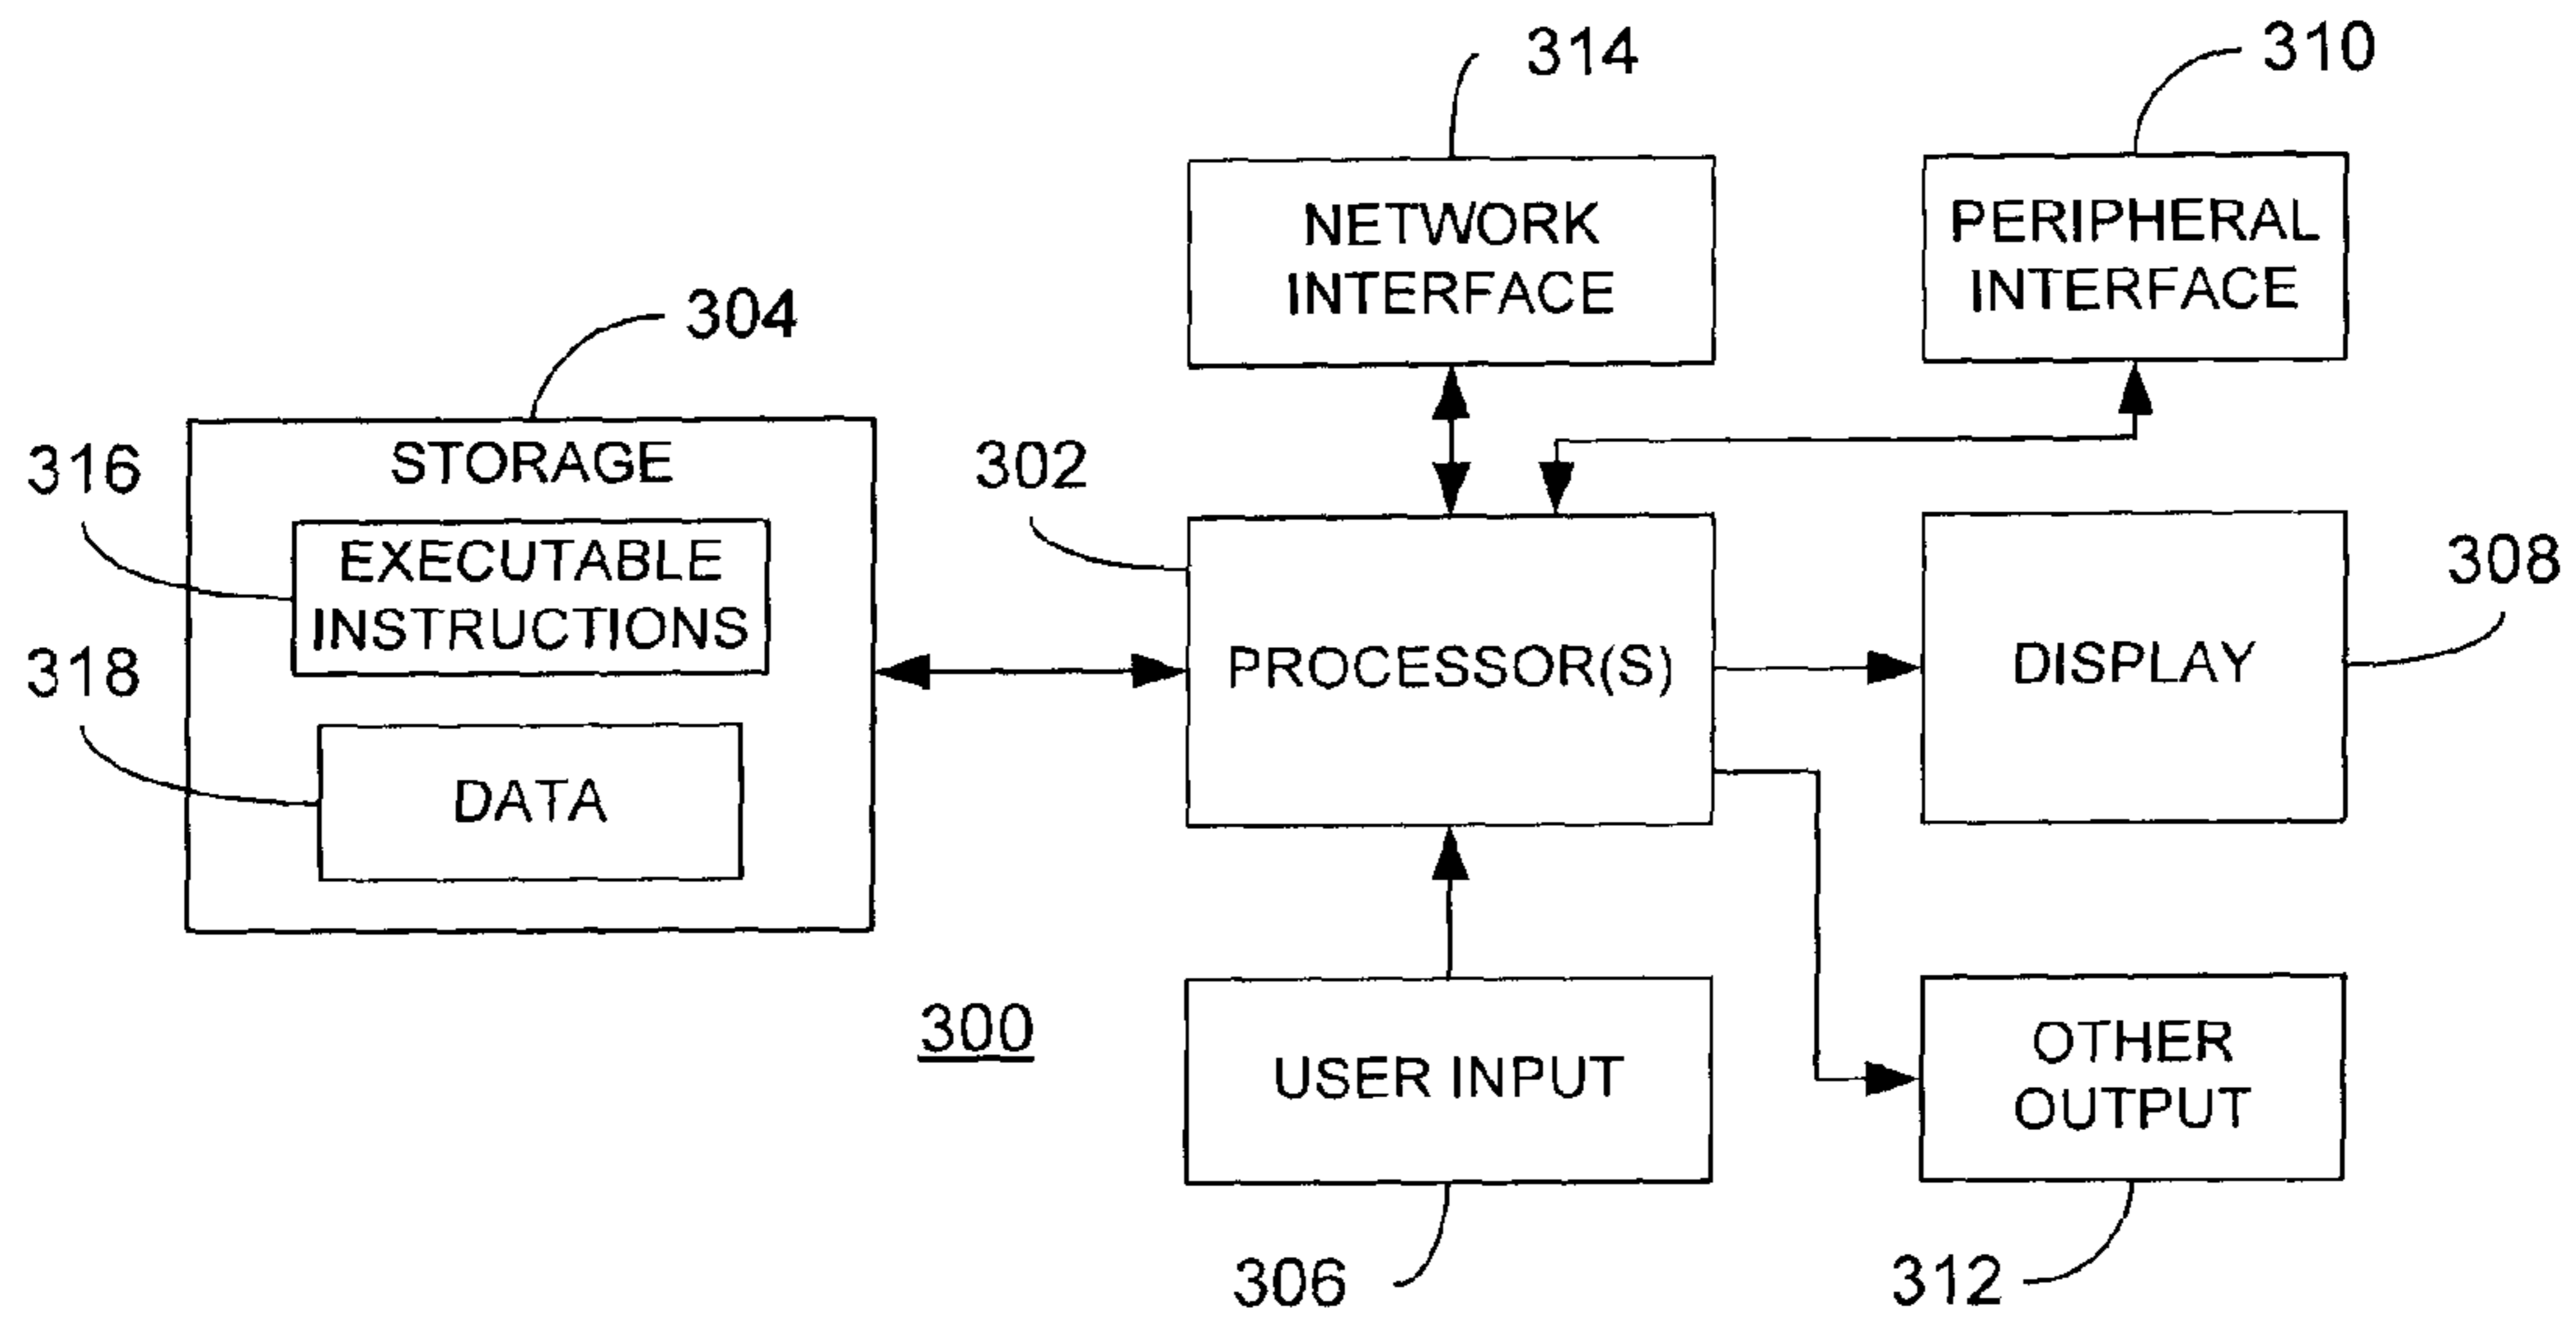 314
310
NETWORK
INTERFACE
PERIPHERAL
INTERFACE
304
STORAGE
316
EXECUTABLE
INSTRUCTIONS
318
DATA
302
PROCESSOR(S)
308
DISPLAY
300
USER INPUT
OTHER
OUTPUT
306
312